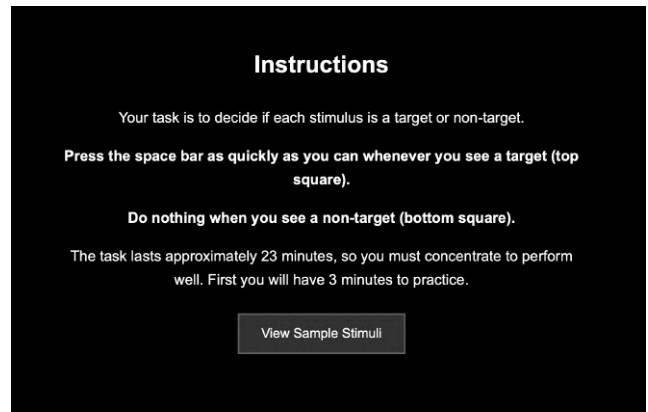 Instructions
Your task is to decide if each stimulus is a target or non-target.
Press the space bar as quickly as you can whenever you see a target (top
square).
Do nothing when you see a non-target (bottom square).
The task lasts approximately 23 minutes, so you must concentrate to perform
well. First you will have 3 minutes to practice.
View Sample Stimuli